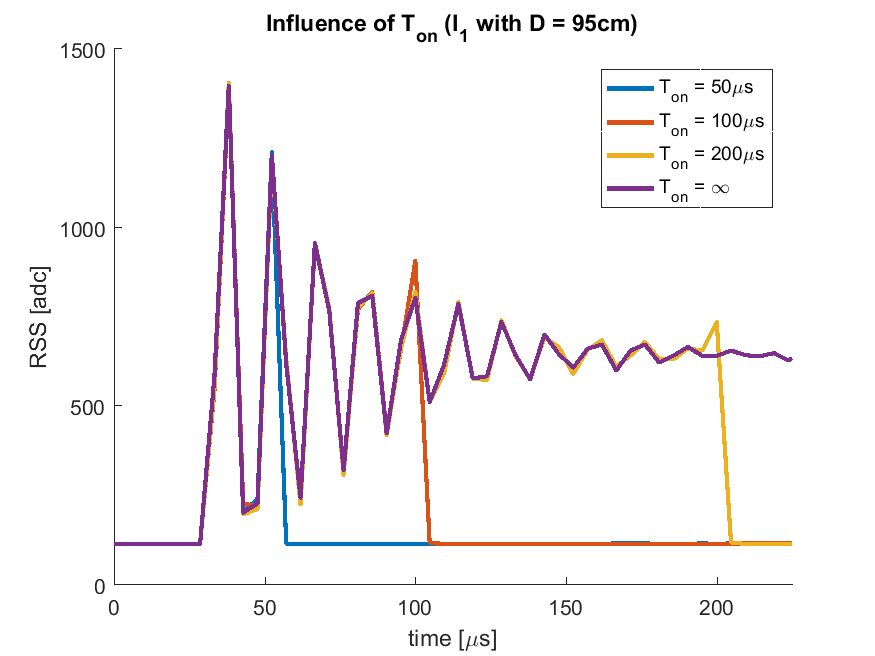 Influence of T_on (I_1 with D = 95cm)
1500
1000
500
0
RSS [adc]
0 50 100 150 200
time [μs]
T_on = 50μs
T_on = 100μs
T_on = 200μs
T_on = ∞